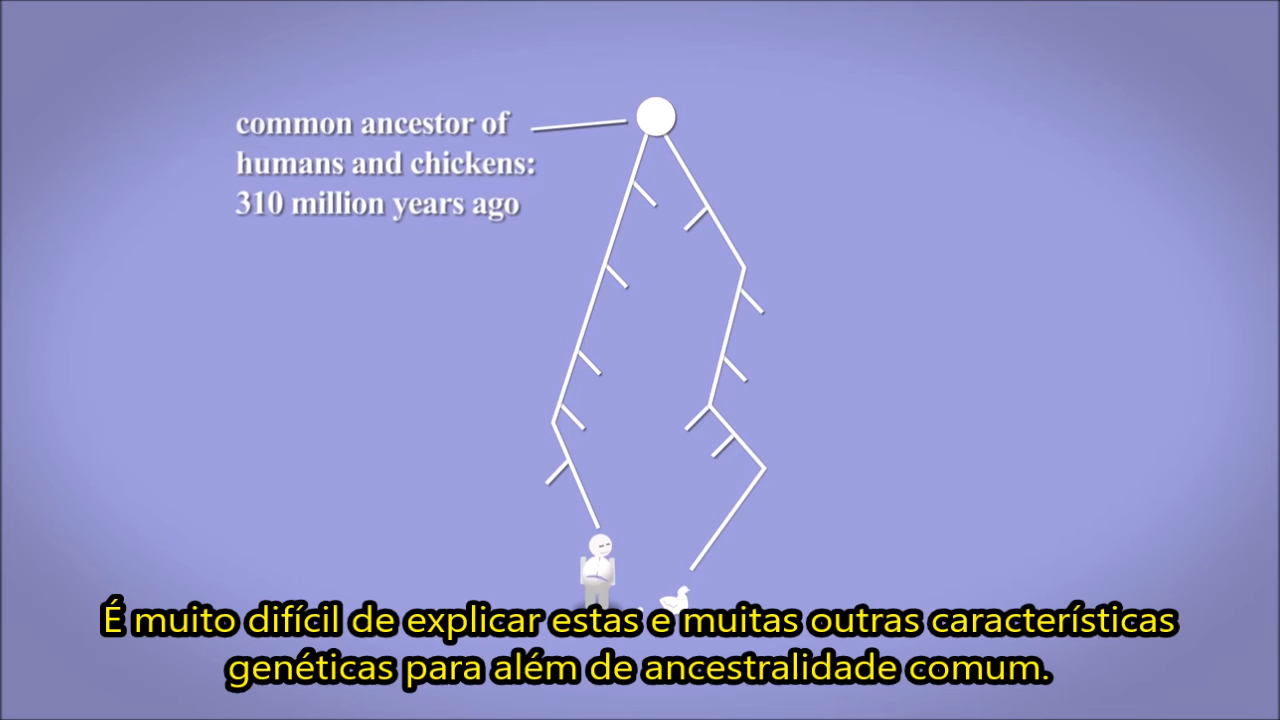 common ancestor of
humans and chickens:
310 million years ago
É muito difícil de explicar estas e muitas outras características
genéticas para além de ancestralidade comum.